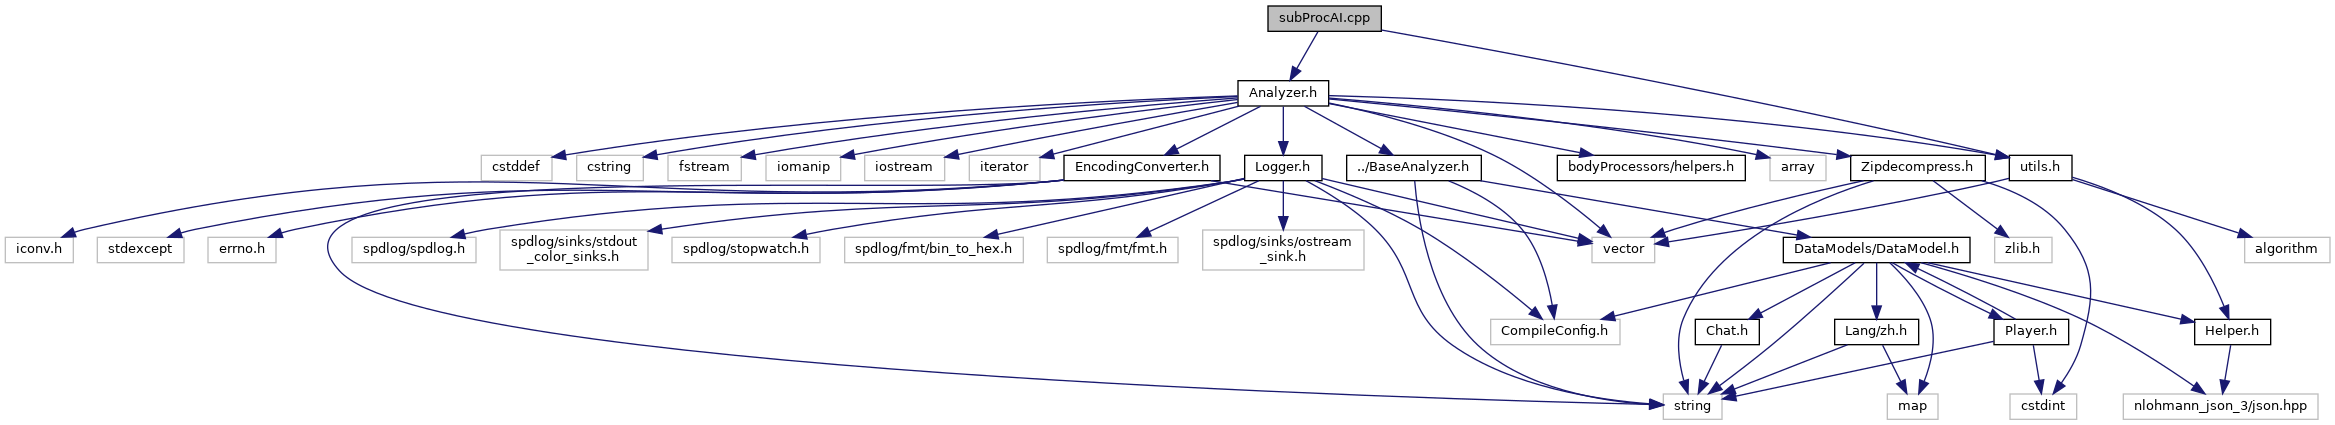 subProcAI.cpp
Analyzer.h
cstddef
cstring
fstream
iomanip
iostream
iterator
EncodingConverter.h
Logger.h
../BaseAnalyzer.h
bodyProcessors/helpers.h
array
Zipdecompress.h
utils.h
iconv.h
stdexcept
errno.h
spdlog/spdlog.h
spdlog/sinks/stdout
_color_sinks.h
spdlog/stopwatch.h
spdlog/fmt/bin_to_hex.h
spdlog/fmt/fmt.h
spdlog/sinks/ostream
_sink.h
vector
DataModels/DataModel.h
zlib.h
algorithm
CompileConfig.h
Chat.h
Lang/zh.h
Player.h
Helper.h
string
map
cstdint
nlohmann_json_3/json.hpp